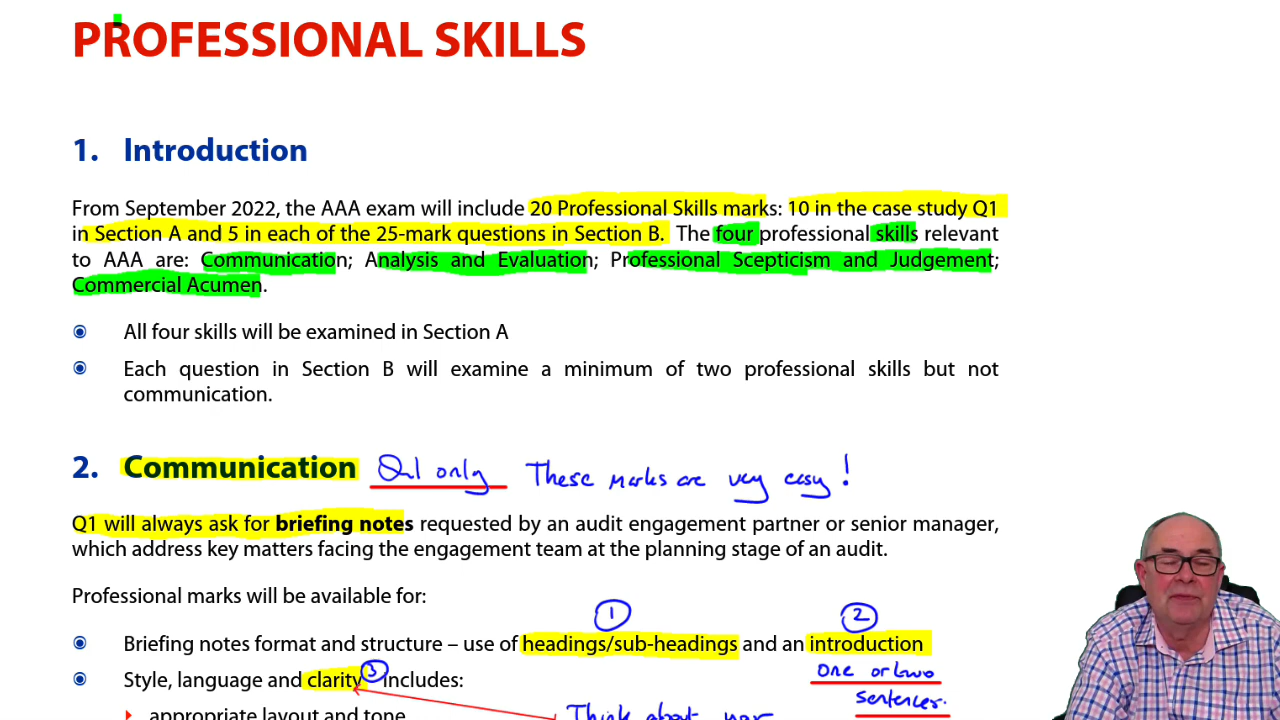 PROFESSIONAL SKILLS
1. Introduction
From September 2022, the AAA exam will include 20 Professional Skills marks: 10 in the case study Q1
in Section A and 5 in each of the 25-mark questions in Section B. The four professional skills relevant
to AAA are: Communication; Analysis and Evaluation; Professional Scepticism and Judgement;
Commercial Acumen.
All four skills will be examined in Section A
Each question in Section B will examine a minimum of two professional skills but not
communication.
2. Communication Qu1 only These marks are very easy!
Q1 will always ask for briefing notes requested by an audit engagement partner or senior manager,
which address key matters facing the engagement team at the planning stage of an audit.
Professional marks will be available for:
1 2
Briefing notes format and structure – use of headings/sub-headings and an introduction
one or two
Style, language and clarity 3 includes:
sentences.
appropriate layout and tone
Think about your